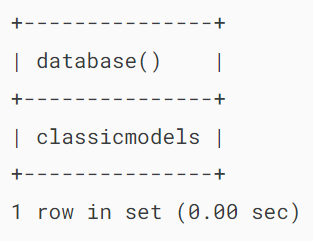 +---------------+
| database()    |
+---------------+
| classicmodels |
+---------------+
1 row in set (0.00 sec)